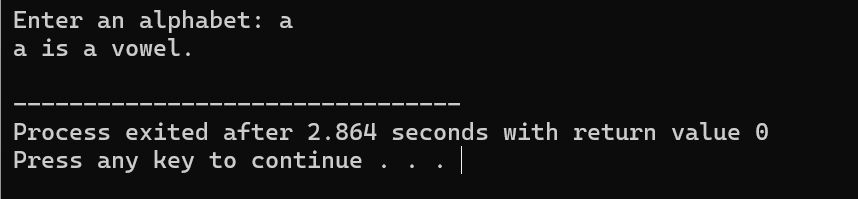 Enter an alphabet: a
a is a vowel.
--------------------------------
Process exited after 2.864 seconds with return value 0
Press any key to continue . . .